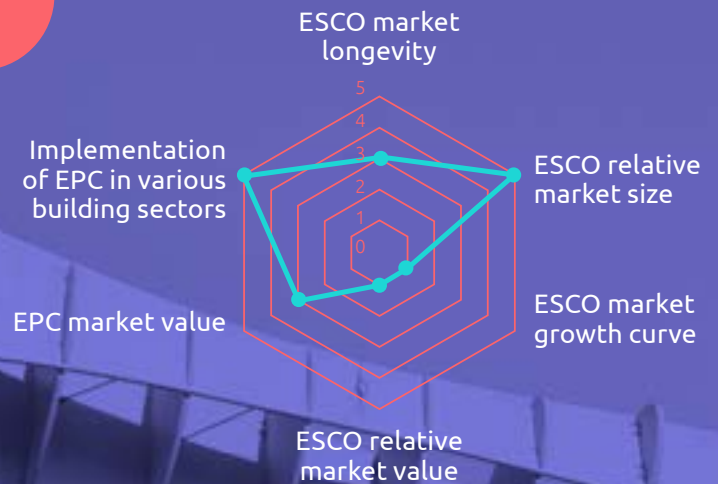 ESCO market
longevity
5
4
3
2
1
0
Implementation
of EPC in various
building sectors
ESCO relative
market size
EPC market value
ESCO market
growth curve
ESCO relative
market value